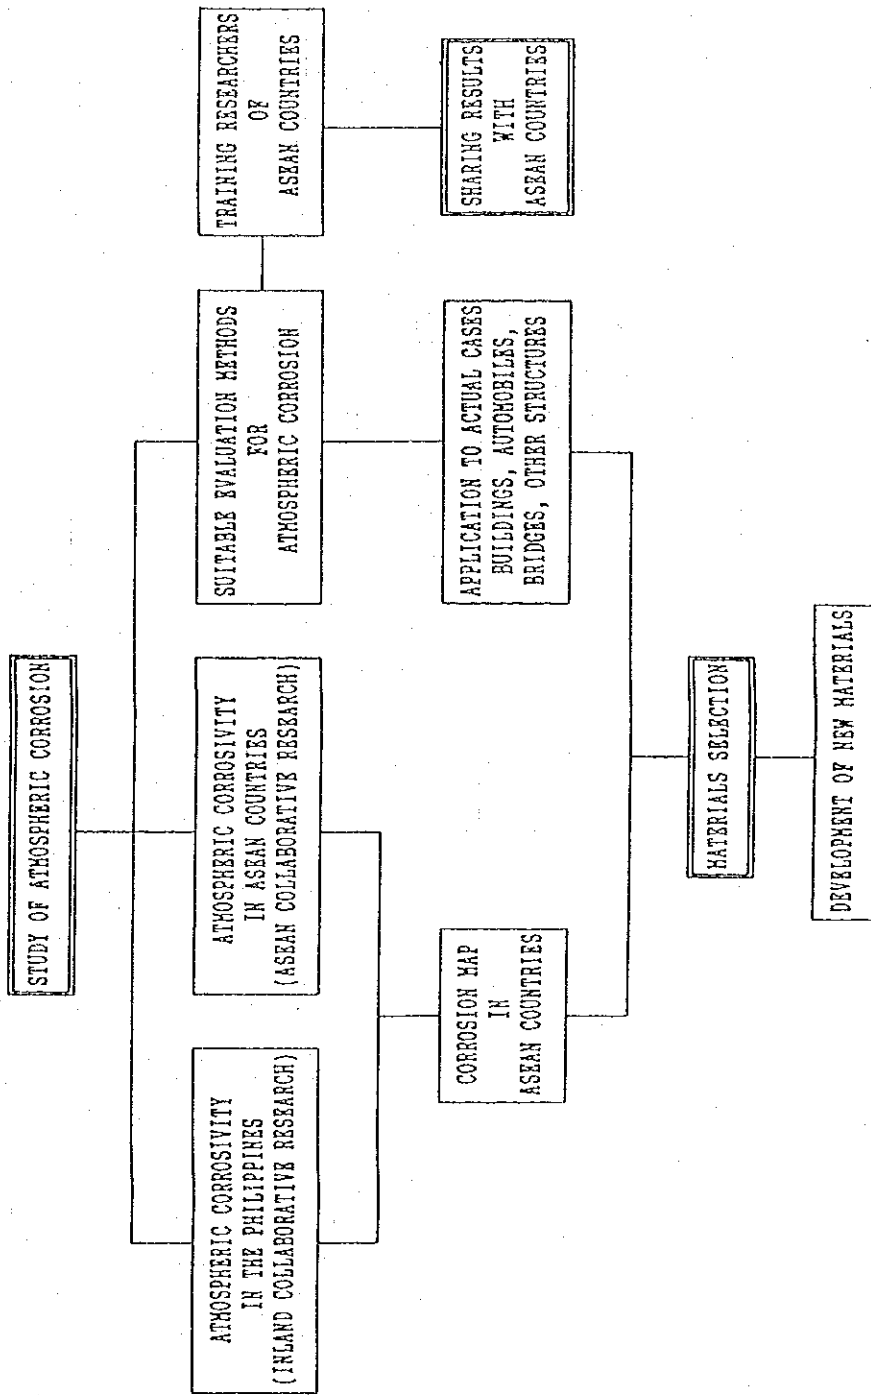 STUDY OF ATMOSPHERIC CORROSION
ATMOSPHERIC CORROSIVITY
IN THE PHILIPPINES
(INLAND COLLABORATIVE RESEARCH)
ATMOSPHERIC CORROSIVITY
IN ASEAN COUNTRIES
(ASEAN COLLABORATIVE RESEARCH)
SUITABLE EVALUATION METHODS
FOR
ATMOSPHERIC CORROSION
TRAINING RESEARCHERS
OF
ASEAN COUNTRIES
CORROSION MAP
IN
ASEAN COUNTRIES
APPLICATION TO ACTUAL CASES
BUILDINGS, AUTOMOBILES,
BRIDGES, OTHER STRUCTURES
SHARING RESULTS
WITH
ASEAN COUNTRIES
MATERIALS SELECTION
DEVELOPMENT OF NEW MATERIALS